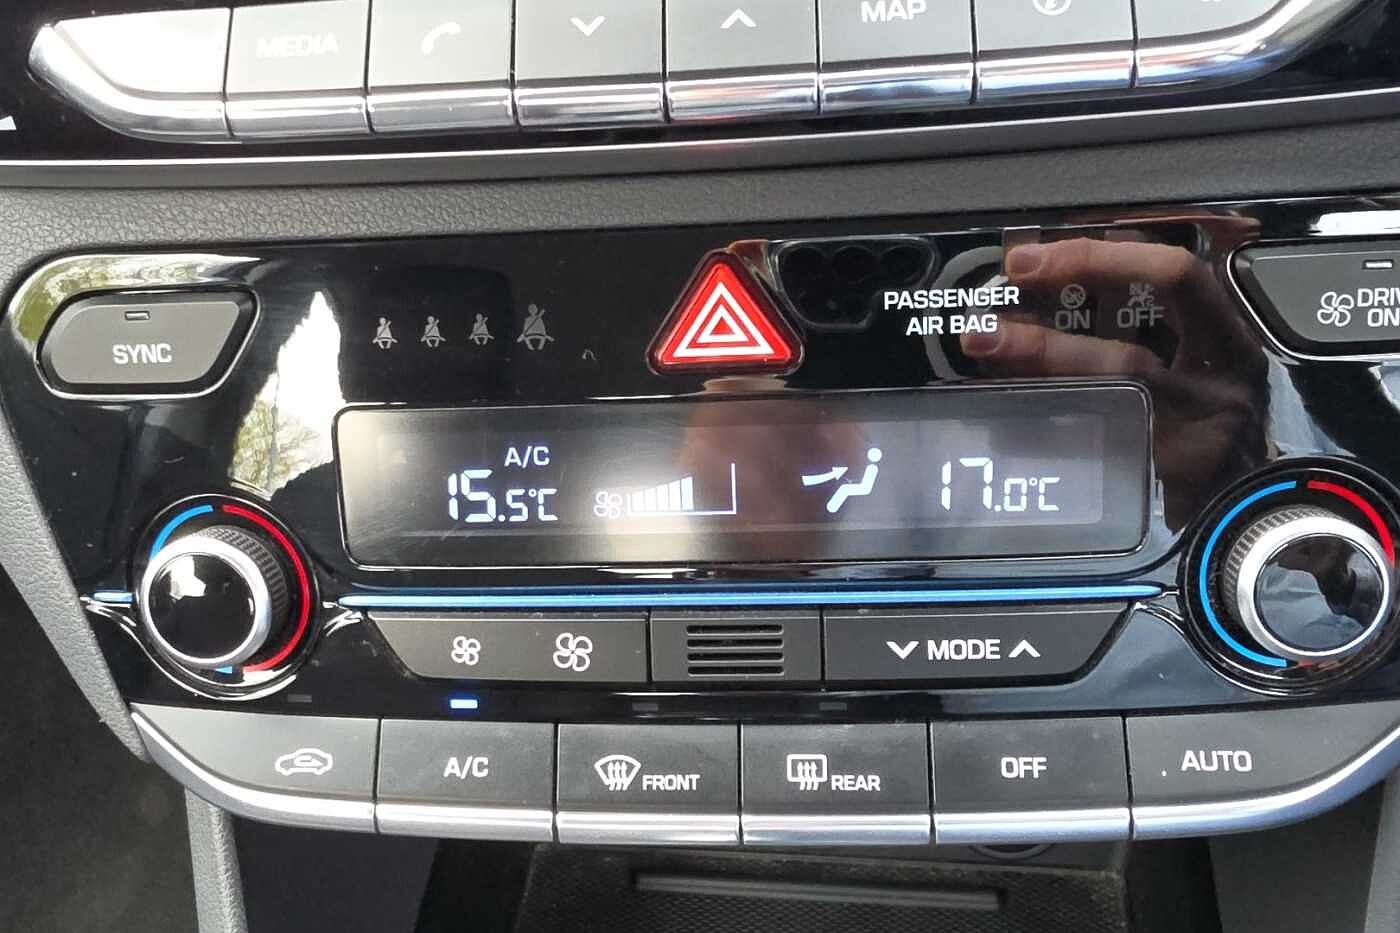 MEDIA
MAP
SYNC
PASSENGER
AIR BAG
ON
OFF
A/C
15.5°C
17.0°C
MODE
A/C
FRONT
REAR
OFF
AUTO